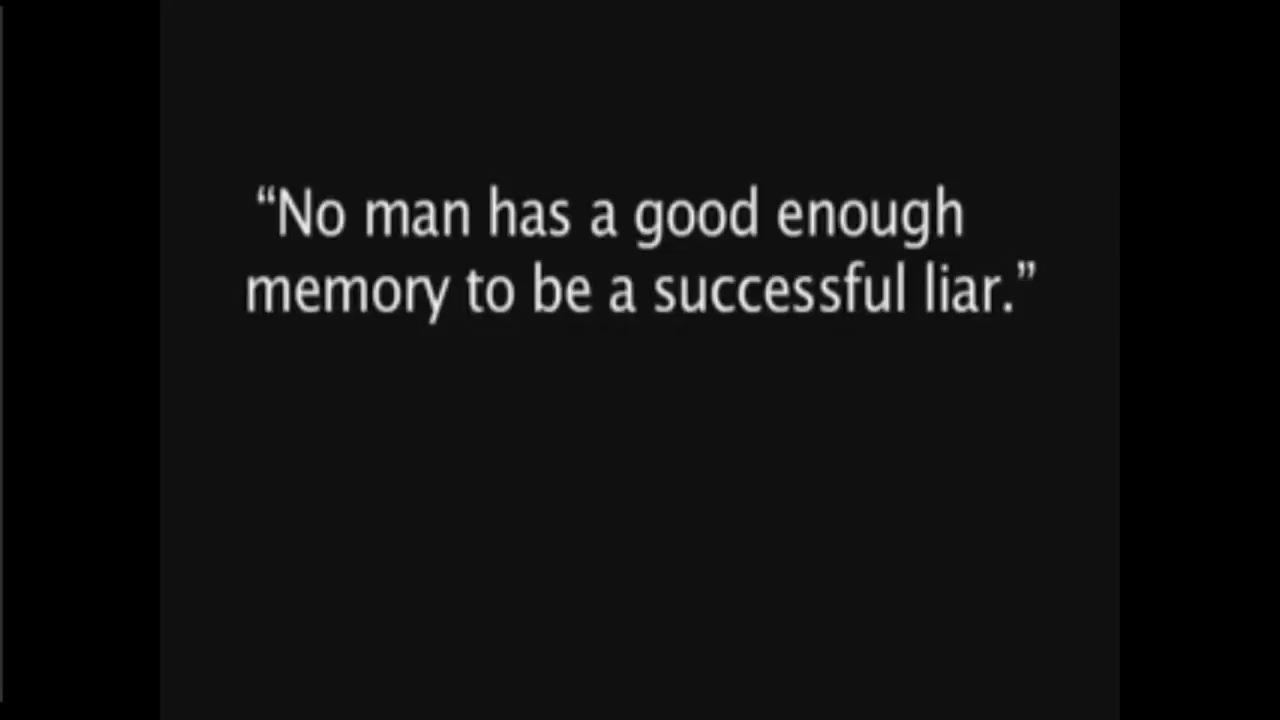 “No man has a good enough
memory to be a successful liar.”